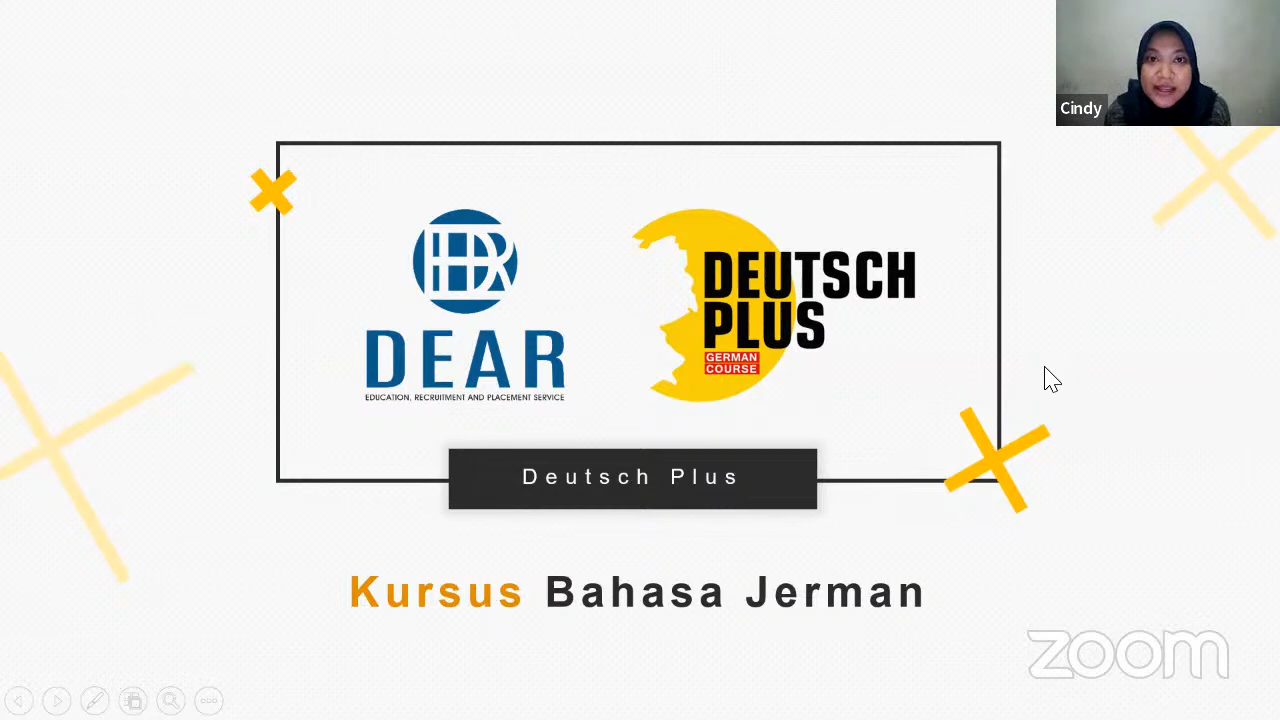 Cindy
DEAR
EDUCATION, RECRUITMENT AND PLACEMENT SERVICE
DEUTSCH
PLUS
GERMAN
COURSE
Deutsch Plus
Kursus Bahasa Jerman
zoom